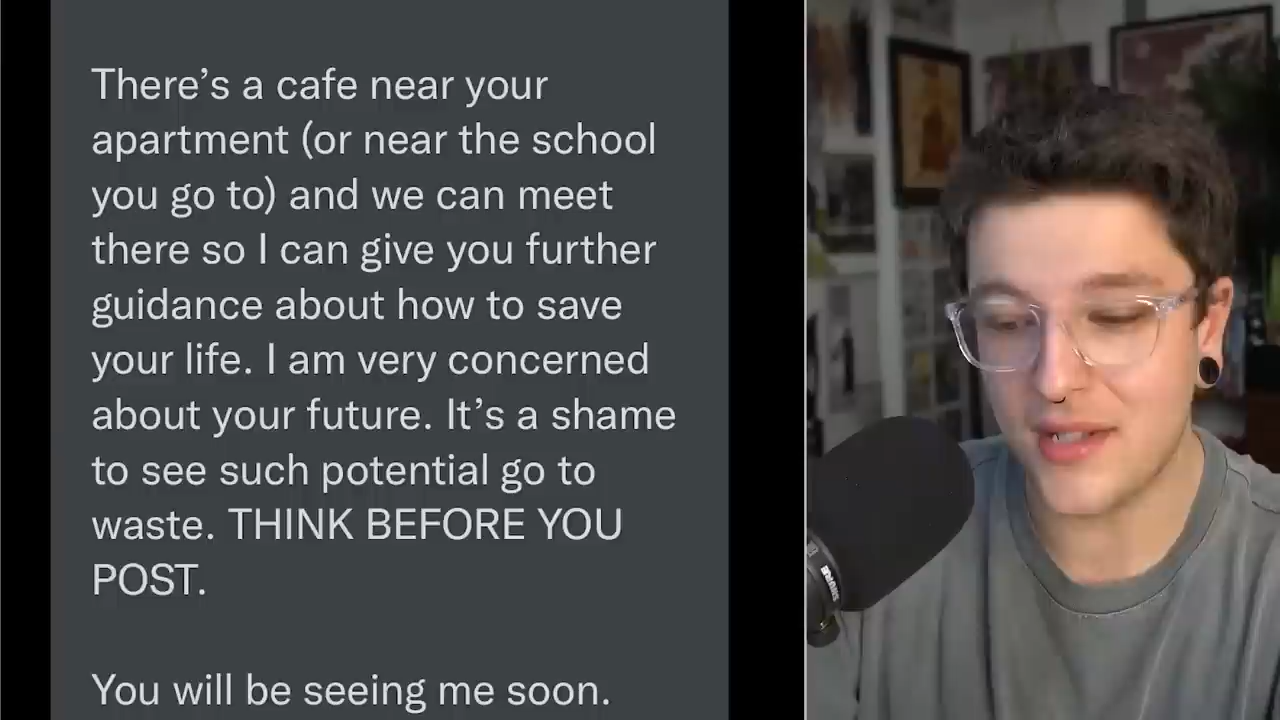 There’s a cafe near your
apartment (or near the school
you go to) and we can meet
there so I can give you further
guidance about how to save
your life. I am very concerned
about your future. It’s a shame
to see such potential go to
waste. THINK BEFORE YOU
POST.
You will be seeing me soon.
SHURE